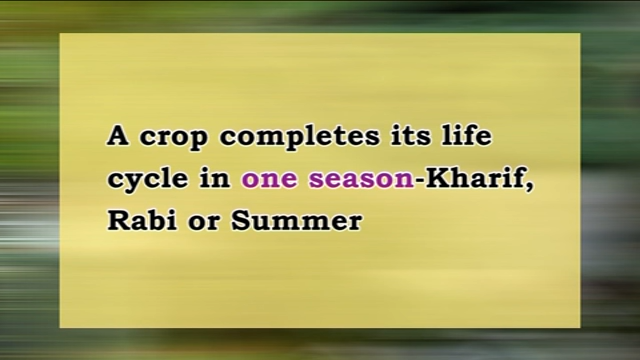 A crop completes its life
cycle in one season-Kharif,
Rabi or Summer